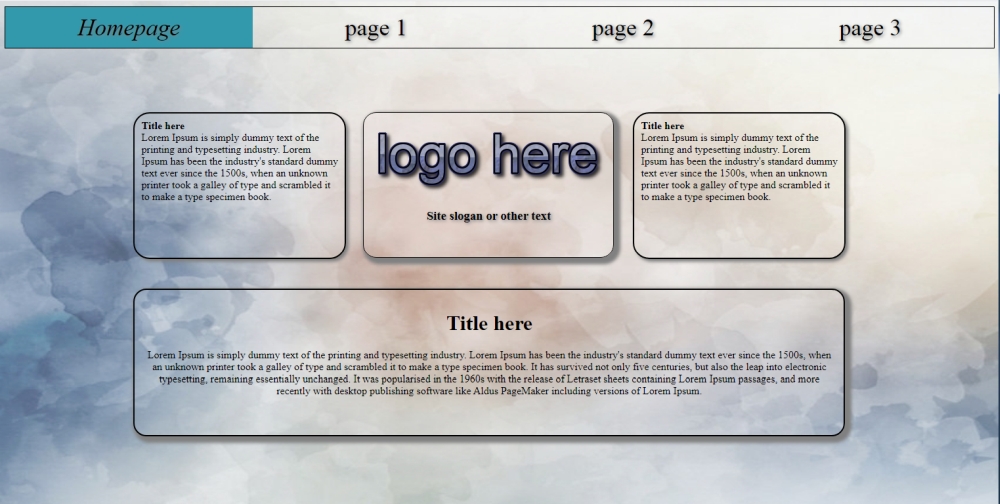 Homepage
page 1
page 2
page 3
Title here
Lorem Ipsum is simply dummy text of the
printing and typesetting industry. Lorem
Ipsum has been the industry's standard dummy
text ever since the 1500s, when an unknown
printer took a galley of type and scrambled it
to make a type specimen book.
logo here
Site slogan or other text
Title here
Lorem Ipsum is simply dummy text of the
printing and typesetting industry. Lorem
Ipsum has been the industry's standard dummy
text ever since the 1500s, when an unknown
printer took a galley of type and scrambled it
to make a type specimen book.
Title here
Lorem Ipsum is simply dummy text of the printing and typesetting industry. Lorem Ipsum has been the industry's standard dummy text ever since the 1500s, when
an unknown printer took a galley of type and scrambled it to make a type specimen book. It has survived not only five centuries, but also the leap into electronic
typesetting, remaining essentially unchanged. It was popularised in the 1960s with the release of Letraset sheets containing Lorem Ipsum passages, and more
recently with desktop publishing software like Aldus PageMaker including versions of Lorem Ipsum.